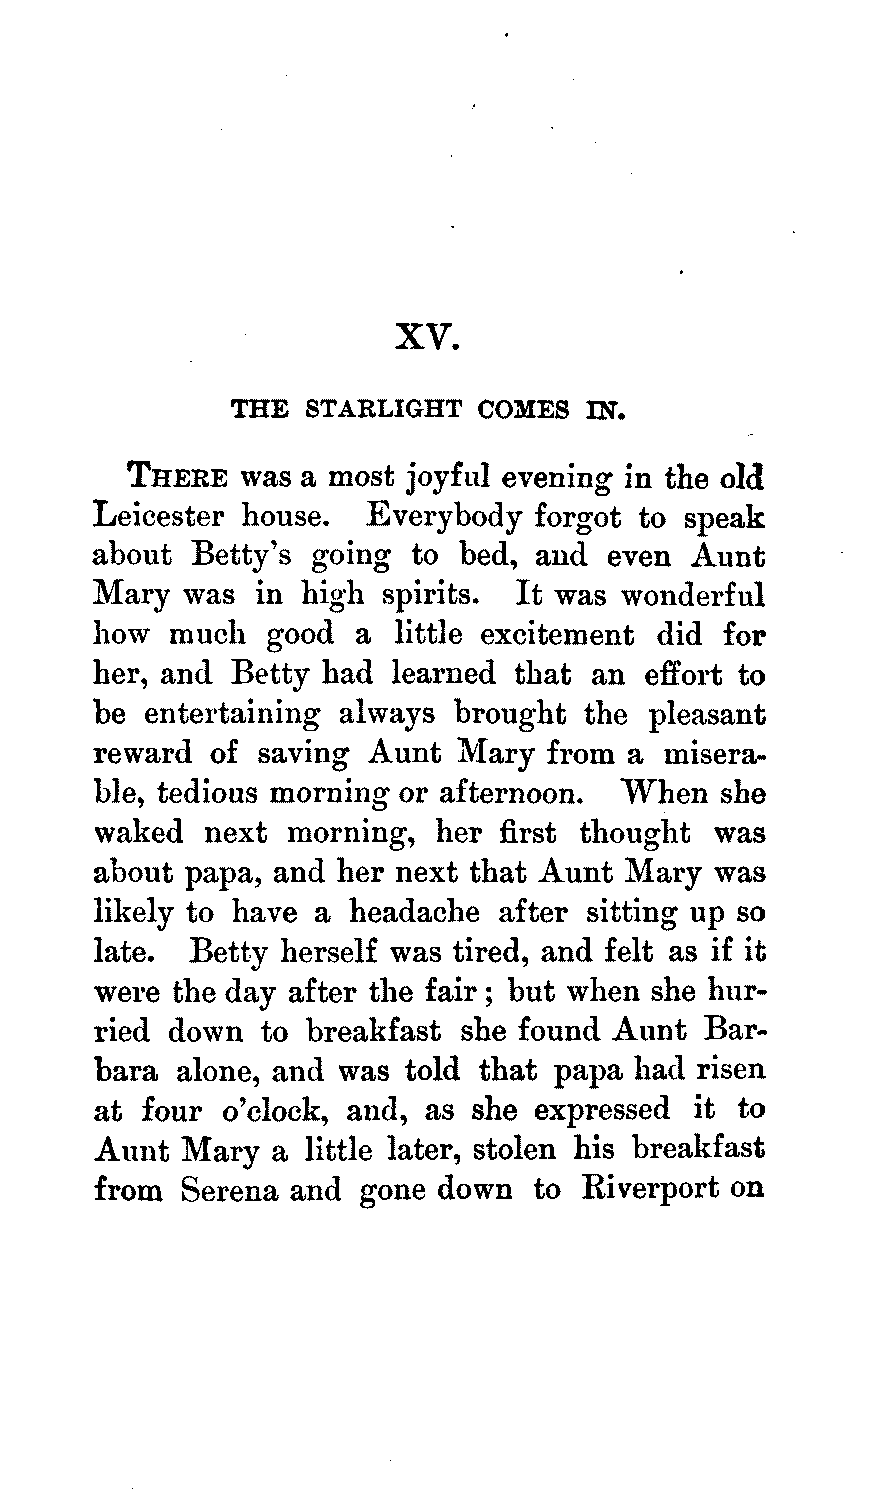 XV.
THE STARLIGHT COMES IN.
THERE was a most joyful evening in the old
Leicester house. Everybody forgot to speak
about Betty's going to bed, and even Aunt
Mary was in high spirits. It was wonderful
how much good a little excitement did for
her, and Betty had learned that an effort to
be entertaining always brought the pleasant
reward of saving Aunt Mary from a misera-
ble, tedious morning or afternoon. When she
waked next morning, her first thought was
about papa, and her next that Aunt Mary was
likely to have a headache after sitting up so
late. Betty herself was tired, and felt as if it
were the day after the fair; but when she hur-
ried down to breakfast she found Aunt Bar-
bara alone, and was told that papa had risen
at four o'clock, and, as she expressed it to
Aunt Mary a little later, stolen his breakfast
from Serena and gone down to Riverport on